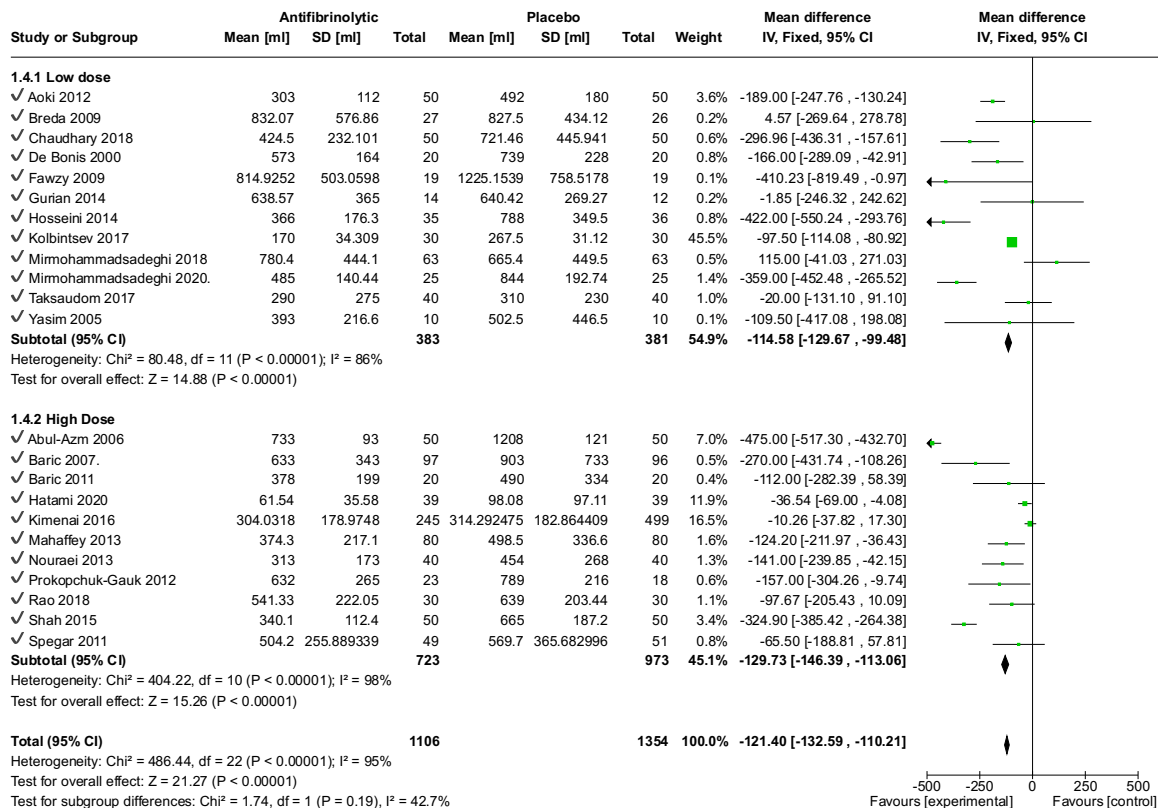 Antifibrinolytic Placebo Mean difference Mean difference
Study or Subgroup Mean [ml] SD [ml] Total Mean [ml] SD [ml] Total Weight IV, Fixed, 95% CI IV, Fixed, 95% CI
1.4.1 Low dose
✓ Aoki 2012 303 112 50 492 180 50 3.6% -189.00 [-247.76 , -130.24]
✓ Breda 2009 832.07 576.86 27 827.5 434.12 26 0.2% 4.57 [-269.64 , 278.78]
✓ Chaudhary 2018 424.5 232.101 50 721.46 445.941 50 0.6% -296.96 [-436.31 , -157.61]
✓ De Bonis 2000 573 164 20 739 228 20 0.8% -166.00 [-289.09 , -42.91]
✓ Fawzy 2009 814.9252 503.0598 19 1225.1539 758.5178 19 0.1% -410.23 [-819.49 , -0.97]
✓ Gurian 2014 638.57 365 14 640.42 269.27 12 0.2% -1.85 [-246.32 , 242.62]
✓ Hosseini 2014 366 176.3 35 788 349.5 36 0.8% -422.00 [-550.24 , -293.76]
✓ Kolbintsev 2017 170 34.309 30 267.5 31.12 30 45.5% -97.50 [-114.08 , -80.92]
✓ Mirmohammadsadeghi 2018 780.4 444.1 63 665.4 449.5 63 0.5% 115.00 [-41.03 , 271.03]
✓ Mirmohammadsadeghi 2020. 485 140.44 25 844 192.74 25 1.4% -359.00 [-452.48 , -265.52]
✓ Taksaudom 2017 290 275 40 310 230 40 1.0% -20.00 [-131.10 , 91.10]
✓ Yasim 2005 393 216.6 10 502.5 446.5 10 0.1% -109.50 [-417.08 , 198.08]
Subtotal (95% CI) 383 381 54.9% -114.58 [-129.67 , -99.48]
Heterogeneity: Chi² = 80.48, df = 11 (P < 0.00001); I² = 86%
Test for overall effect: Z = 14.88 (P < 0.00001)
1.4.2 High Dose
✓ Abul-Azm 2006 733 93 50 1208 121 50 7.0% -475.00 [-517.30 , -432.70]
✓ Baric 2007. 633 343 97 903 733 96 0.5% -270.00 [-431.74 , -108.26]
✓ Baric 2011 378 199 20 490 334 20 0.4% -112.00 [-282.39 , 58.39]
✓ Hatami 2020 61.54 35.58 39 98.08 97.11 39 11.9% -36.54 [-69.00 , -4.08]
✓ Kimenai 2016 304.0318 178.9748 245 314.292475 182.864409 499 16.5% -10.26 [-37.82 , 17.30]
✓ Mahaffey 2013 374.3 217.1 80 498.5 336.6 80 1.6% -124.20 [-211.97 , -36.43]
✓ Nouraei 2013 313 173 40 454 268 40 1.3% -141.00 [-239.85 , -42.15]
✓ Prokopchuk-Gauk 2012 632 265 23 789 216 18 0.6% -157.00 [-304.26 , -9.74]
✓ Rao 2018 541.33 222.05 30 639 203.44 30 1.1% -97.67 [-205.43 , 10.09]
✓ Shah 2015 340.1 112.4 50 665 187.2 50 3.4% -324.90 [-385.42 , -264.38]
✓ Spegar 2011 504.2 255.889339 49 569.7 365.682996 51 0.8% -65.50 [-188.81 , 57.81]
Subtotal (95% CI) 723 973 45.1% -129.73 [-146.39 , -113.06]
Heterogeneity: Chi² = 404.22, df = 10 (P < 0.00001); I² = 98%
Test for overall effect: Z = 15.26 (P < 0.00001)
Total (95% CI) 1106 1354 100.0% -121.40 [-132.59 , -110.21]
Heterogeneity: Chi² = 486.44, df = 22 (P < 0.00001); I² = 95%
Test for overall effect: Z = 21.27 (P < 0.00001)
Test for subgroup differences: Chi² = 1.74, df = 1 (P = 0.19), I² = 42.7%
-500 -250 0 250 500
Favours [experimental] Favours [control]